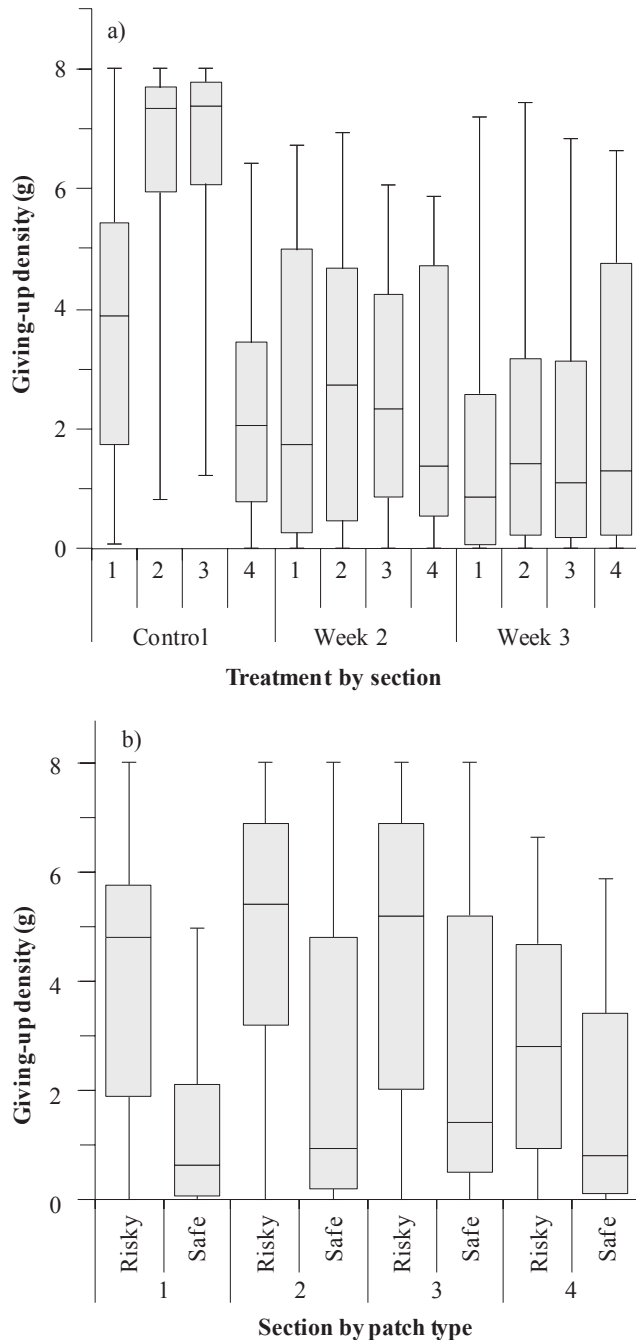 a)
8
6
4
2
0
Giving-up density (g)
1 2 3 4 1 2 3 4 1 2 3 4
Control Week 2 Week 3
Treatment by section
b)
8
6
4
2
0
Giving-up density (g)
Risky Safe Risky Safe Risky Safe Risky Safe
1 2 3 4
Section by patch type